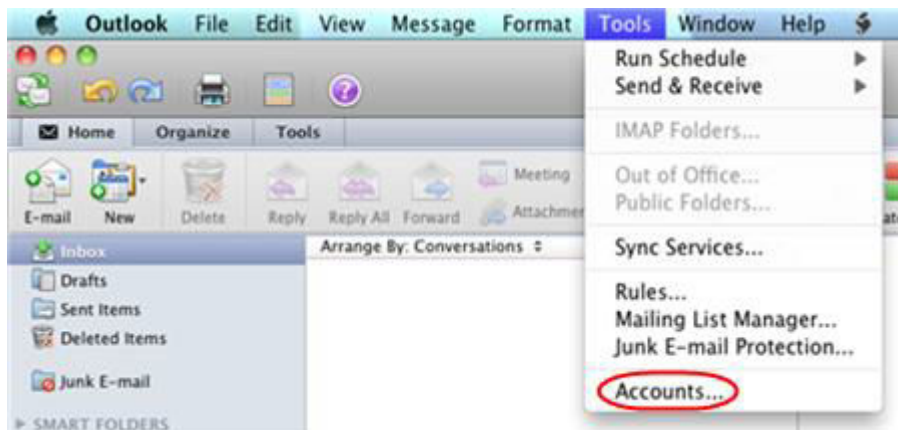 Outlook File Edit View Message Format Tools Window Help
Run Schedule
Send & Receive
IMAP Folders...
Out of Office...
Public Folders...
Sync Services...
Rules...
Mailing List Manager...
Junk E-mail Protection...
Accounts...
Home Organize Tools
Meeting
Attachmen
E-mail New Delete Reply Reply All Forward
Inbox
Arrange By: Conversations
Drafts
Sent Items
Deleted Items
Junk E-mail
SMART FOLDERS